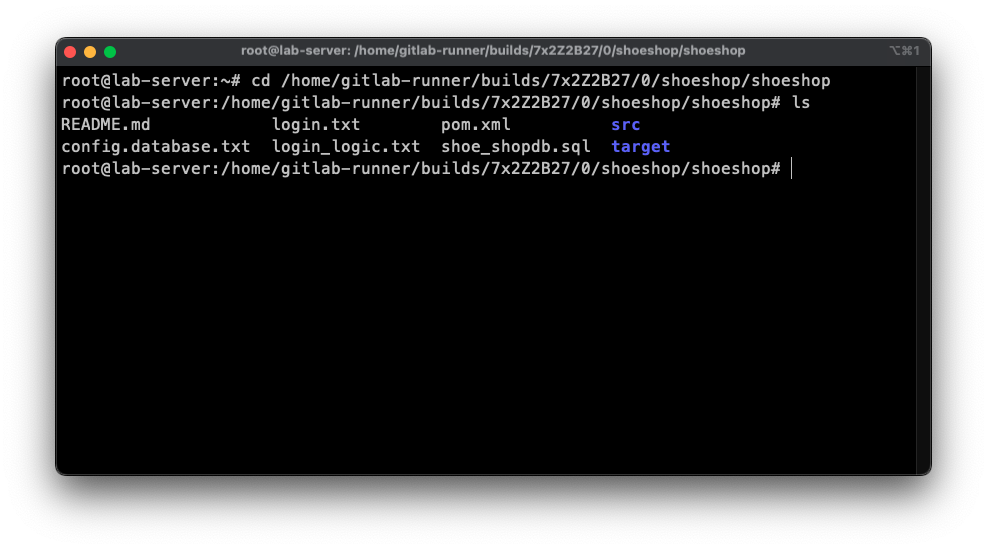 root@lab-server: /home/gitlab-runner/builds/7x2Z2B27/0/shoeshop/shoeshop ⌥⌘1
root@lab-server:~# cd /home/gitlab-runner/builds/7x2Z2B27/0/shoeshop/shoeshop
root@lab-server:/home/gitlab-runner/builds/7x2Z2B27/0/shoeshop/shoeshop# ls
README.md login.txt pom.xml src
config.database.txt login_logic.txt shoe_shopdb.sql target
root@lab-server:/home/gitlab-runner/builds/7x2Z2B27/0/shoeshop/shoeshop#